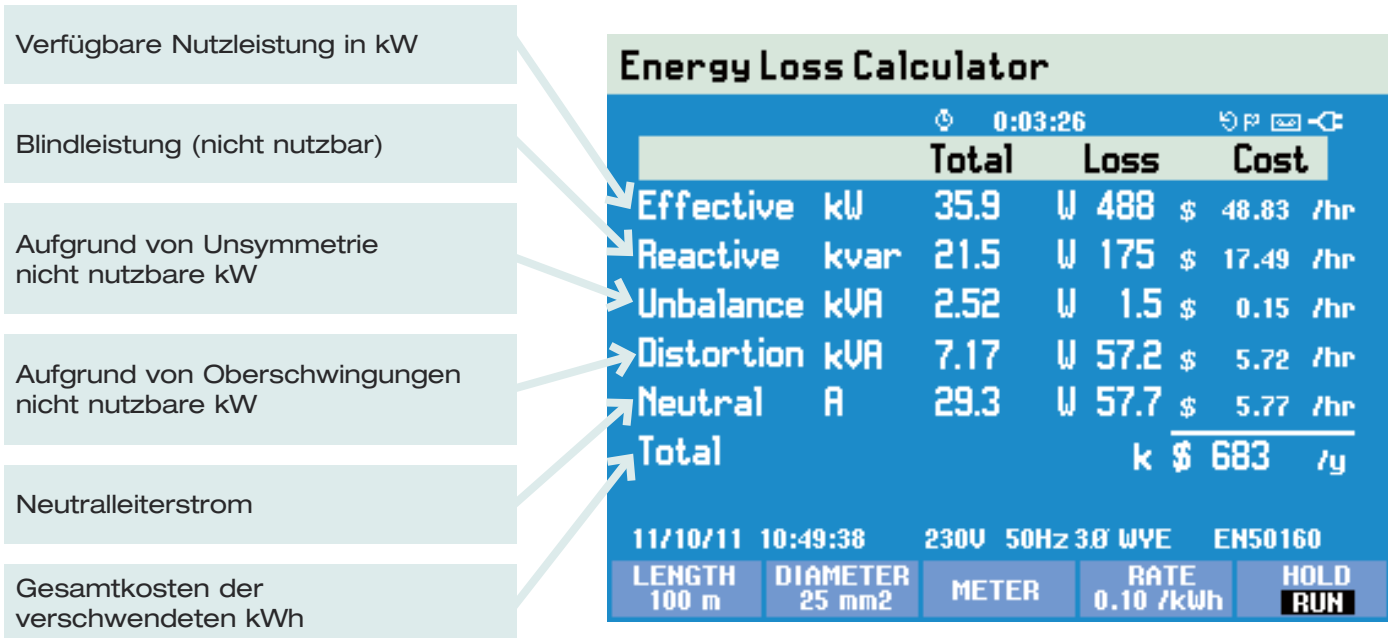 Verfügbare Nutzleistung in kW
Blindleistung (nicht nutzbar)
Aufgrund von Unsymmetrie
nicht nutzbare kW
Aufgrund von Oberschwingungen
nicht nutzbare kW
Neutralleiterstrom
Gesamtkosten der
verschwendeten kWh
Energy Loss Calculator
0:03:26
Total Loss Cost
Effective kW 35.9 W 488 $ 48.83 /hr
Reactive kvar 21.5 W 175 $ 17.49 /hr
Unbalance kVA 2.52 W 1.5 $ 0.15 /hr
Distortion kVA 7.17 W 57.2 $ 5.72 /hr
Neutral A 29.3 W 57.7 $ 5.77 /hr
Total k $ 683 /y
11/10/11 10:49:38 230V 50Hz 3Ø WYE EN50160
LENGTH DIAMETER METER RATE HOLD
100 m 25 mm2 0.10 /kWh RUN